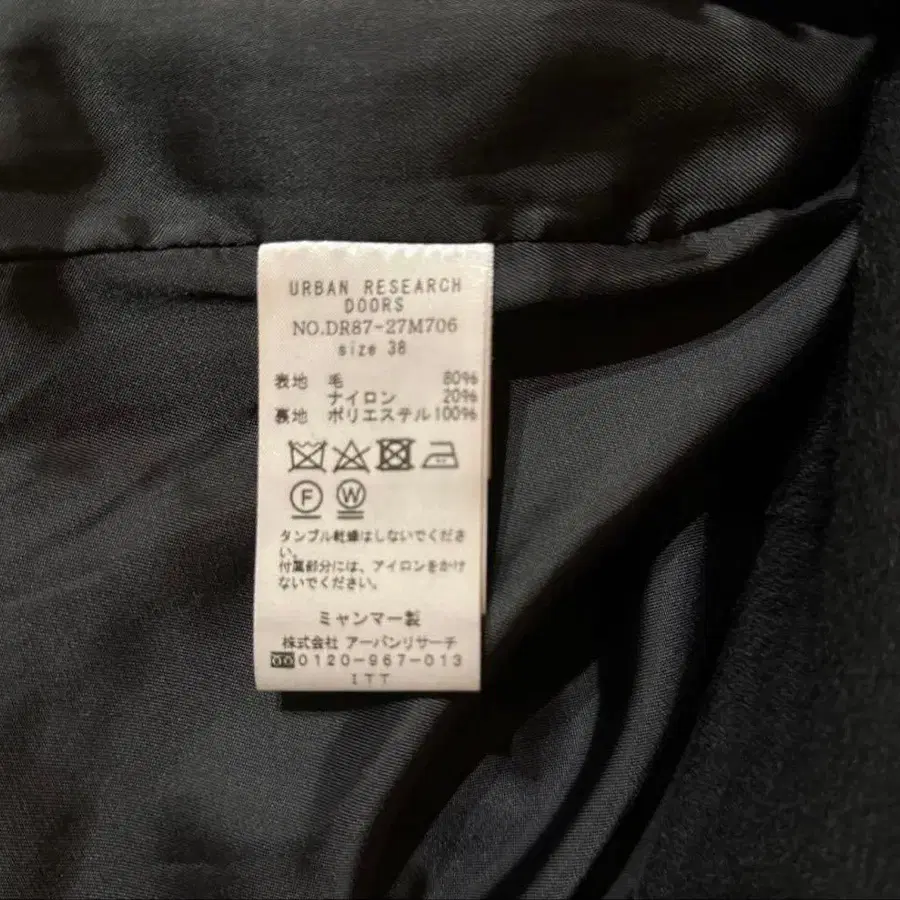 URBAN RESEARCH
DOORS
NO.DR87-27M706
size 38
表地 毛 80%
ナイロン 20%
裏地 ポリエステル100%
F W
タンブル乾燥はしないでくださ
い。
付属部分には、アイロンをかけ
ないでください。
ミャンマー製
株式会社 アーバンリサーチ
0120-967-013
ITT